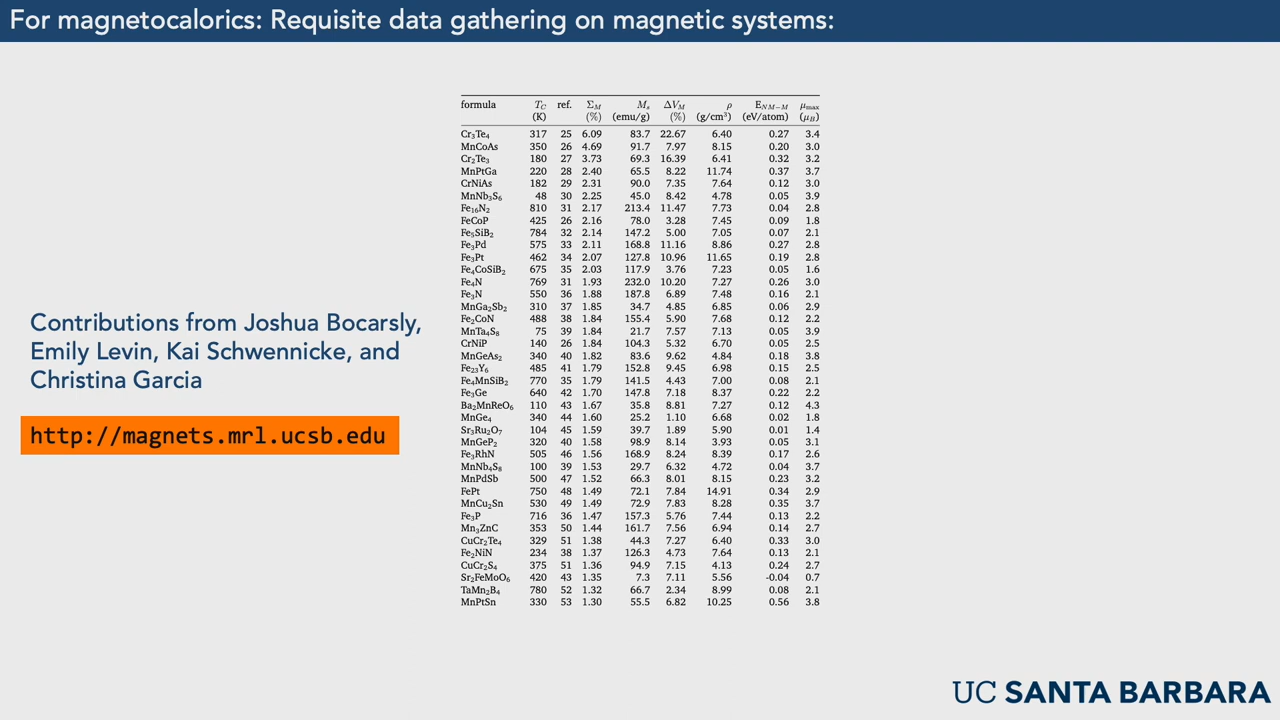 For magnetocalorics: Requisite data gathering on magnetic systems:
formula T_C ref. Σ_M M_s ΔV_M ρ E_NM−M μ_max
(K) (%) (emu/g) (%) (g/cm³) (eV/atom) (μ_B)
Cr₃Te₄ 317 25 6.09 83.7 22.67 6.40 0.27 3.4
MnCoAs 350 26 4.69 91.7 7.97 8.15 0.20 3.0
Cr₂Te₃ 180 27 3.73 69.3 16.39 6.41 0.32 3.2
MnPtGa 220 28 2.40 65.5 8.22 11.74 0.37 3.7
CrNiAs 182 29 2.31 90.0 7.35 7.64 0.12 3.0
MnNb₃S₆ 48 30 2.25 45.0 8.42 4.78 0.05 3.9
Fe₁₆N₂ 810 31 2.17 213.4 11.47 7.73 0.04 2.8
FeCoP 425 26 2.16 78.0 3.28 7.45 0.09 1.8
Fe₅SiB₂ 784 32 2.14 147.2 5.00 7.05 0.07 2.1
Fe₃Pd 575 33 2.11 168.8 11.16 8.86 0.27 2.8
Fe₃Pt 462 34 2.07 127.8 10.96 11.65 0.19 2.8
Fe₄CoSiB₂ 675 35 2.03 117.9 3.76 7.23 0.05 1.6
Fe₄N 769 31 1.93 232.0 10.20 7.27 0.26 3.0
Fe₃N 550 36 1.88 187.8 6.89 7.48 0.16 2.1
MnGa₂Sb₂ 310 37 1.85 34.7 4.85 6.85 0.06 2.9
Fe₂CoN 488 38 1.84 155.4 5.90 7.68 0.12 2.2
MnTa₄S₈ 75 39 1.84 21.7 7.57 7.13 0.05 3.9
CrNiP 140 26 1.84 104.3 5.32 6.70 0.05 2.5
MnGeAs₂ 340 40 1.82 83.6 9.62 4.84 0.18 3.8
Fe₂₃Y₆ 485 41 1.79 152.8 9.45 6.98 0.15 2.5
Fe₄MnSiB₂ 770 35 1.79 141.5 4.43 7.00 0.08 2.1
Fe₃Ge 640 42 1.70 147.8 7.18 8.37 0.22 2.2
Ba₂MnReO₆ 110 43 1.67 35.8 8.81 7.27 0.12 4.3
MnGe₄ 340 44 1.60 25.2 1.10 6.68 0.02 1.8
Sr₃Ru₂O₇ 104 45 1.59 39.7 1.89 5.90 0.01 1.4
MnGeP₂ 320 40 1.58 98.9 8.14 3.93 0.05 3.1
Fe₃RhN 505 46 1.56 168.9 8.24 8.39 0.17 2.6
MnNb₄S₈ 100 39 1.53 29.7 6.32 4.72 0.04 3.7
MnPdSb 500 47 1.52 66.3 8.01 8.15 0.23 3.2
FePt 750 48 1.49 72.1 7.84 14.91 0.34 2.9
MnCu₂Sn 530 49 1.49 72.9 7.83 8.28 0.35 3.7
Fe₃P 716 36 1.47 157.3 5.76 7.44 0.13 2.2
Mn₃ZnC 353 50 1.44 161.7 7.56 6.94 0.14 2.7
CuCr₂Te₄ 329 51 1.38 44.3 7.27 6.40 0.33 3.0
Fe₂NiN 234 38 1.37 126.3 4.73 7.64 0.13 2.1
CuCr₂S₄ 375 51 1.36 94.9 7.15 4.13 0.24 2.7
Sr₂FeMoO₆ 420 43 1.35 7.3 7.11 5.56 -0.04 0.7
TaMn₂B₄ 780 52 1.32 66.7 2.34 8.99 0.08 2.1
MnPtSn 330 53 1.30 55.5 6.82 10.25 0.56 3.8
Contributions from Joshua Bocarsly,
Emily Levin, Kai Schwennicke, and
Christina Garcia
http://magnets.mrl.ucsb.edu
UC SANTA BARBARA